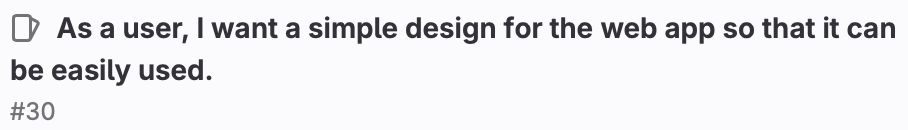 As a user, I want a simple design for the web app so that it can
be easily used.
#30